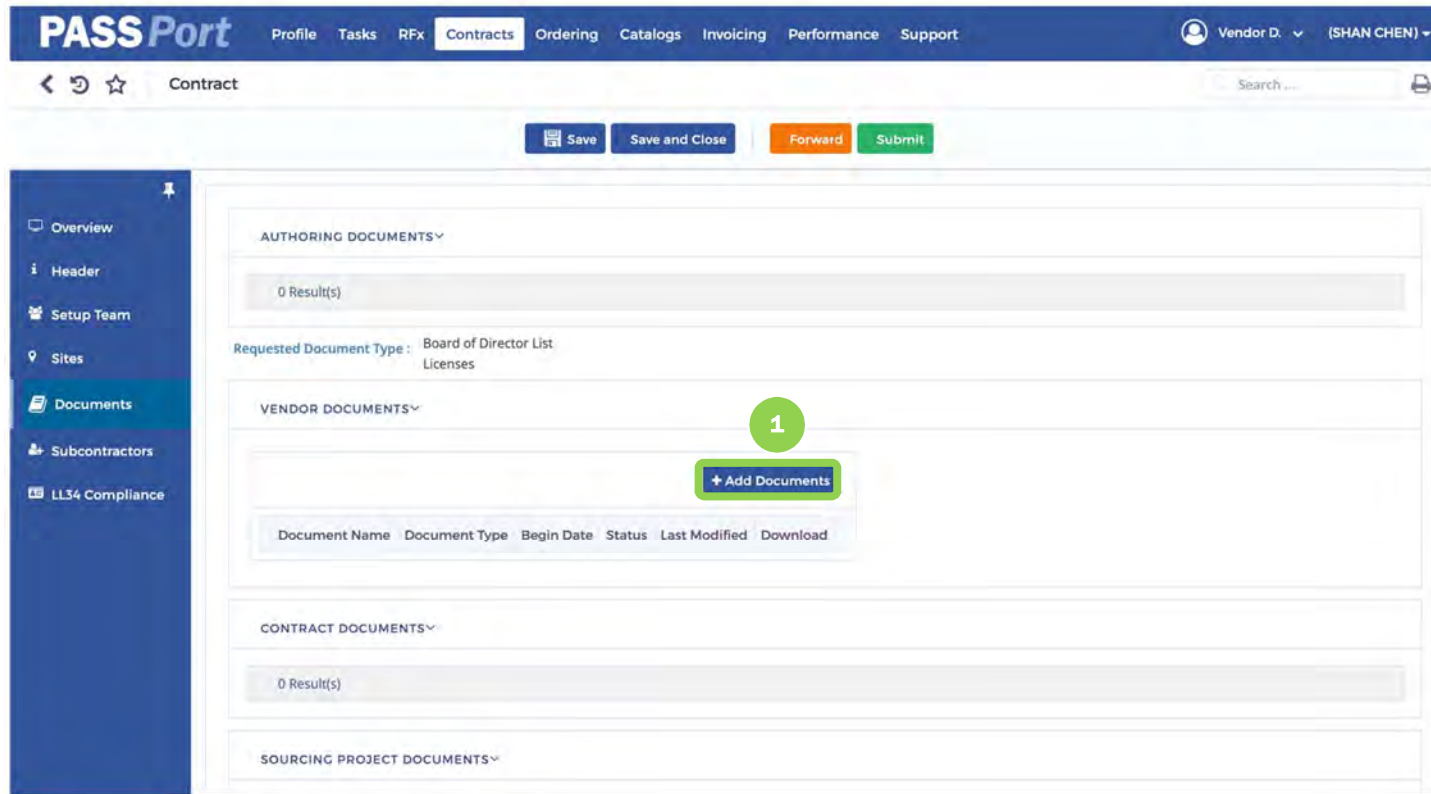 PASSPort Profile Tasks RFx Contracts Ordering Catalogs Invoicing Performance Support Vendor D. (SHAN CHEN)
Contract Search ...
Save Save and Close Forward Submit
Overview
Header
Setup Team
Sites
Documents
Subcontractors
LL34 Compliance
AUTHORING DOCUMENTS
0 Result(s)
Requested Document Type : Board of Director List
Licenses
VENDOR DOCUMENTS
1
+ Add Documents
Document Name Document Type Begin Date Status Last Modified Download
CONTRACT DOCUMENTS
0 Result(s)
SOURCING PROJECT DOCUMENTS